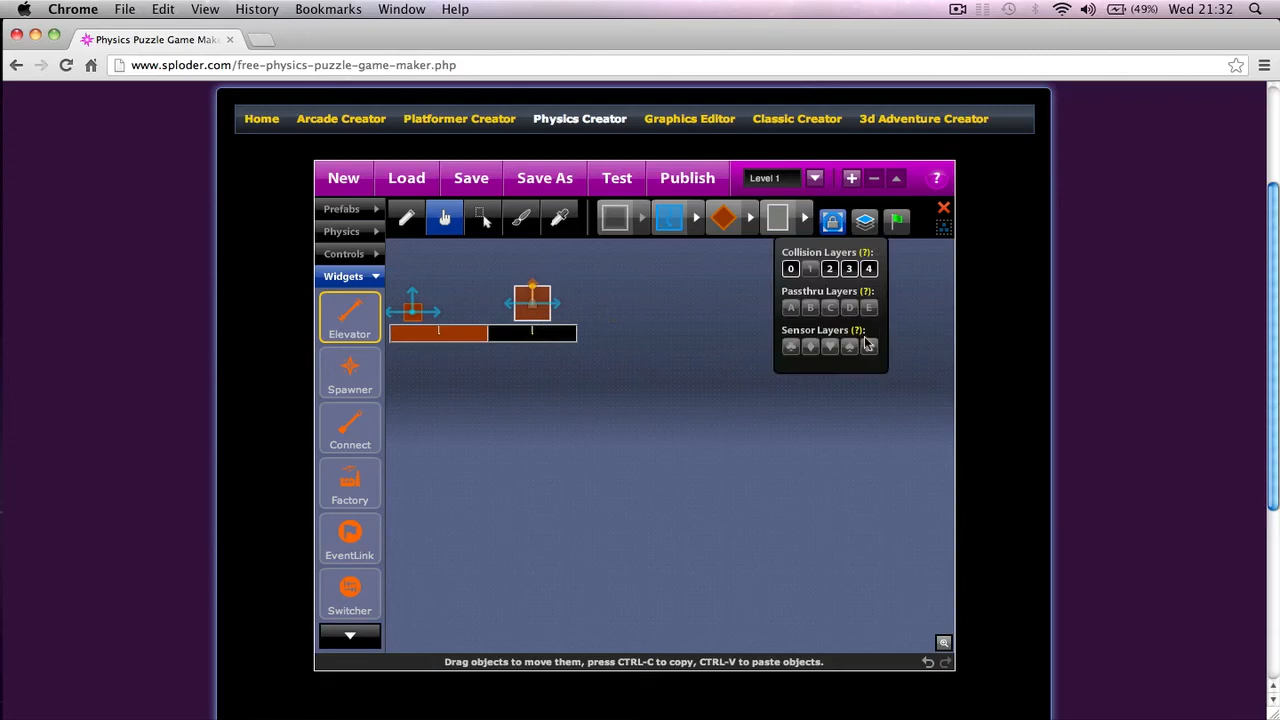 Chrome File Edit View History Bookmarks Window Help (49%) Wed 21:32
Physics Puzzle Game Make
www.sploder.com/free-physics-puzzle-game-maker.php
Home Arcade Creator Platformer Creator Physics Creator Graphics Editor Classic Creator 3d Adventure Creator
New Load Save Save As Test Publish Level 1 ?
Prefabs
Physics
Controls
Widgets
Elevator
Spawner
Connect
Factory
EventLink
Switcher
Collision Layers (?):
0 1 2 3 4
Passthru Layers (?):
A B C D E
Sensor Layers (?):
Drag objects to move them, press CTRL-C to copy, CTRL-V to paste objects.